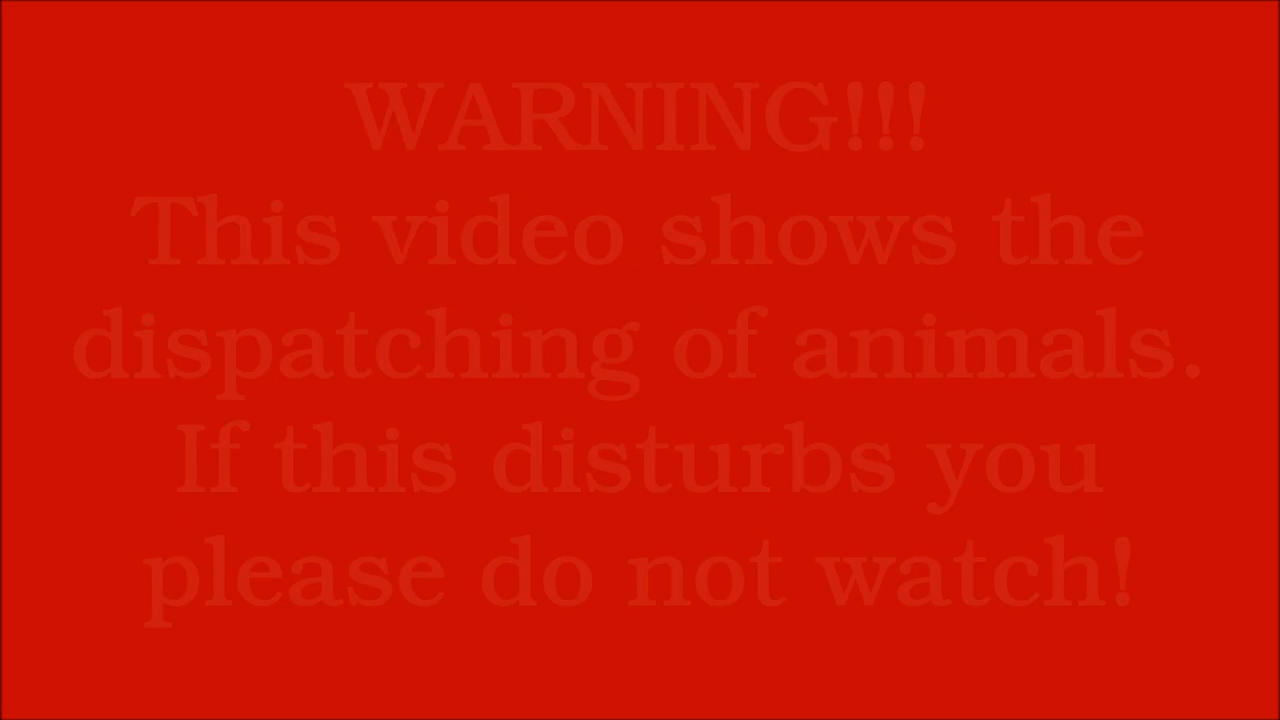 WARNING!!!
This video shows the
dispatching of animals.
If this disturbs you
please do not watch!